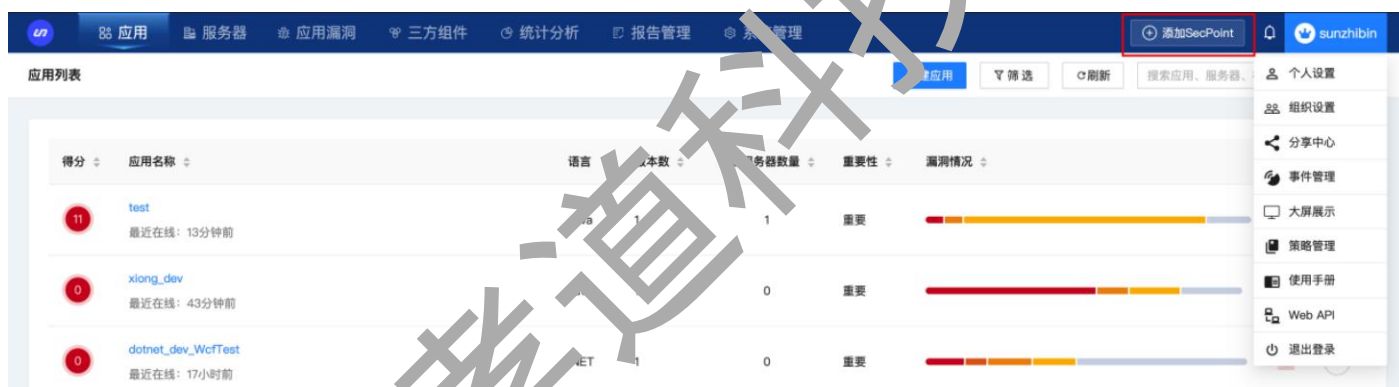 应用 服务器 应用漏洞 三方组件 统计分析 报告管理 管理 添加SecPoint sunzhibin
应用列表 应用 筛选 刷新 搜索应用、服务器、
个人设置
组织设置
分享中心
事件管理
大屏展示
策略管理
使用手册
Web API
退出登录
得分 应用名称 语言 本数 服务器数量 重要性 漏洞情况
11 test 1 1 重要
最近在线：13分钟前
0 xiong_dev 0 重要
最近在线：43分钟前
0 dotnet_dev_WcfTest .NET 1 0 重要
最近在线：17小时前
孝道科技